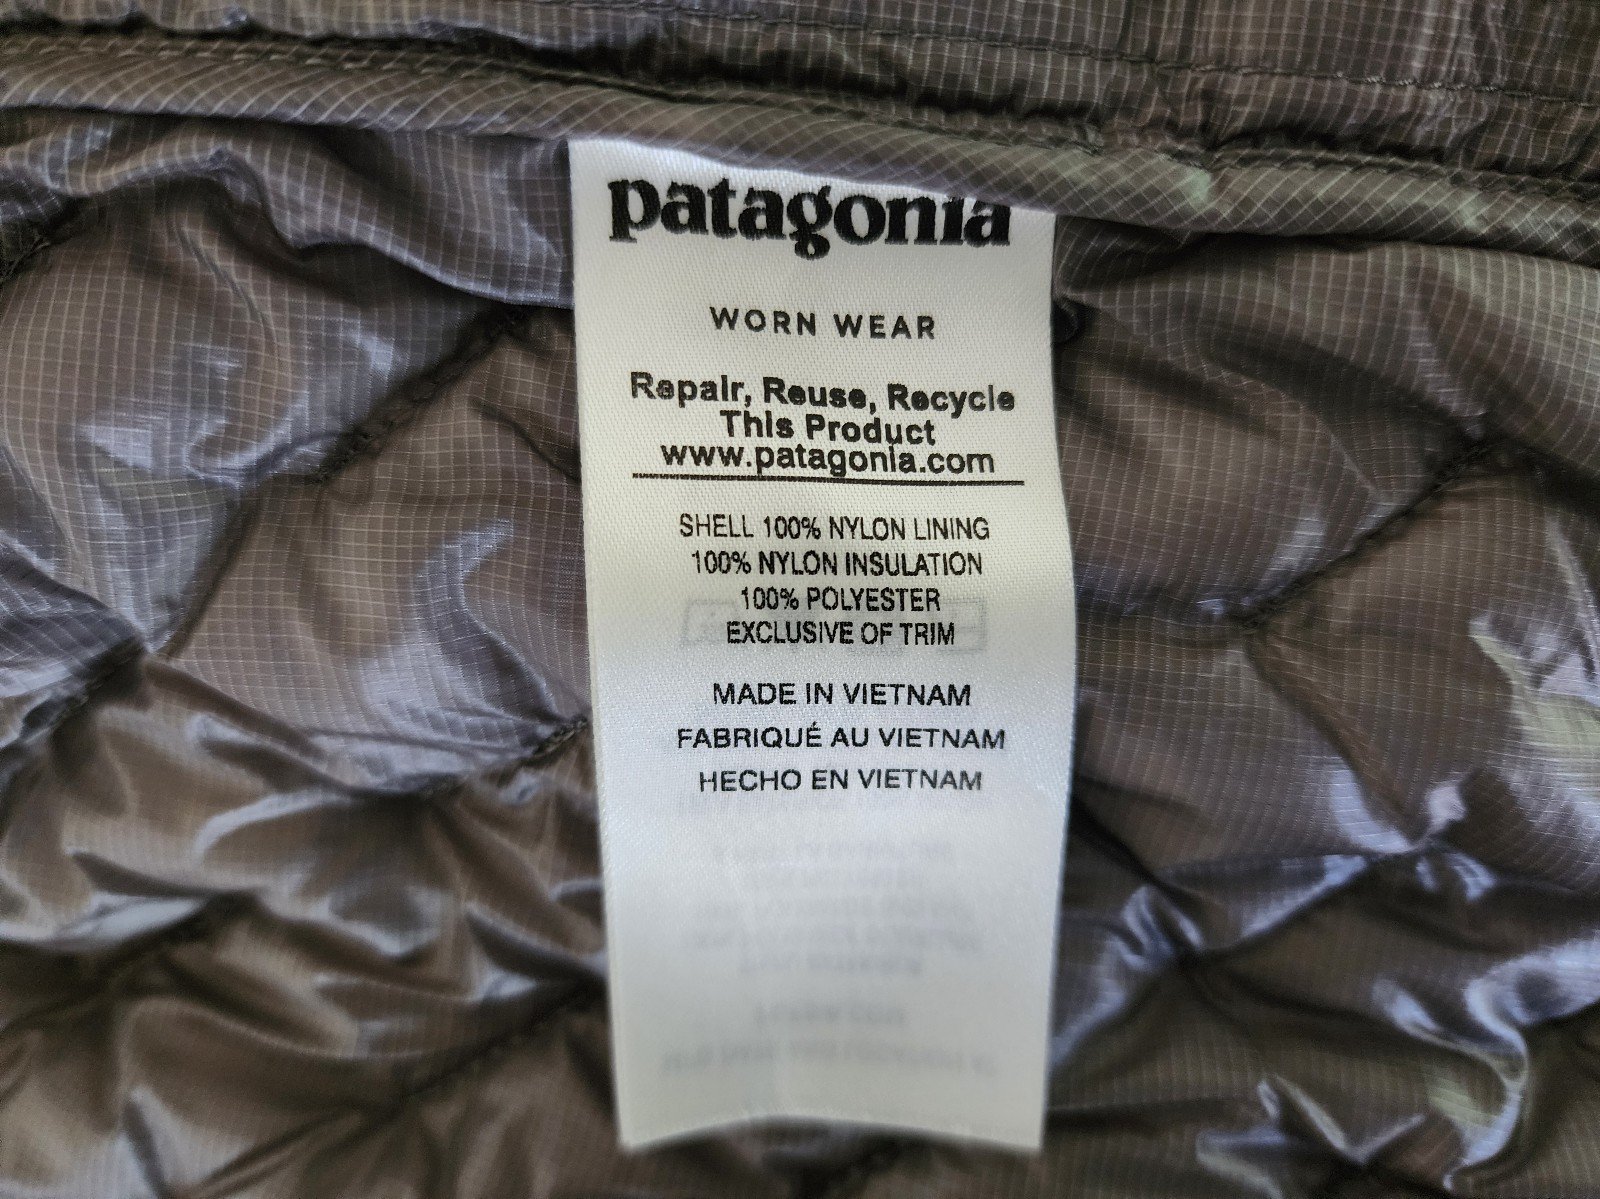 patagonia
WORN WEAR
Repair, Reuse, Recycle
This Product
www.patagonia.com
SHELL 100% NYLON LINING
100% NYLON INSULATION
100% POLYESTER
EXCLUSIVE OF TRIM
MADE IN VIETNAM
FABRIQUÉ AU VIETNAM
HECHO EN VIETNAM